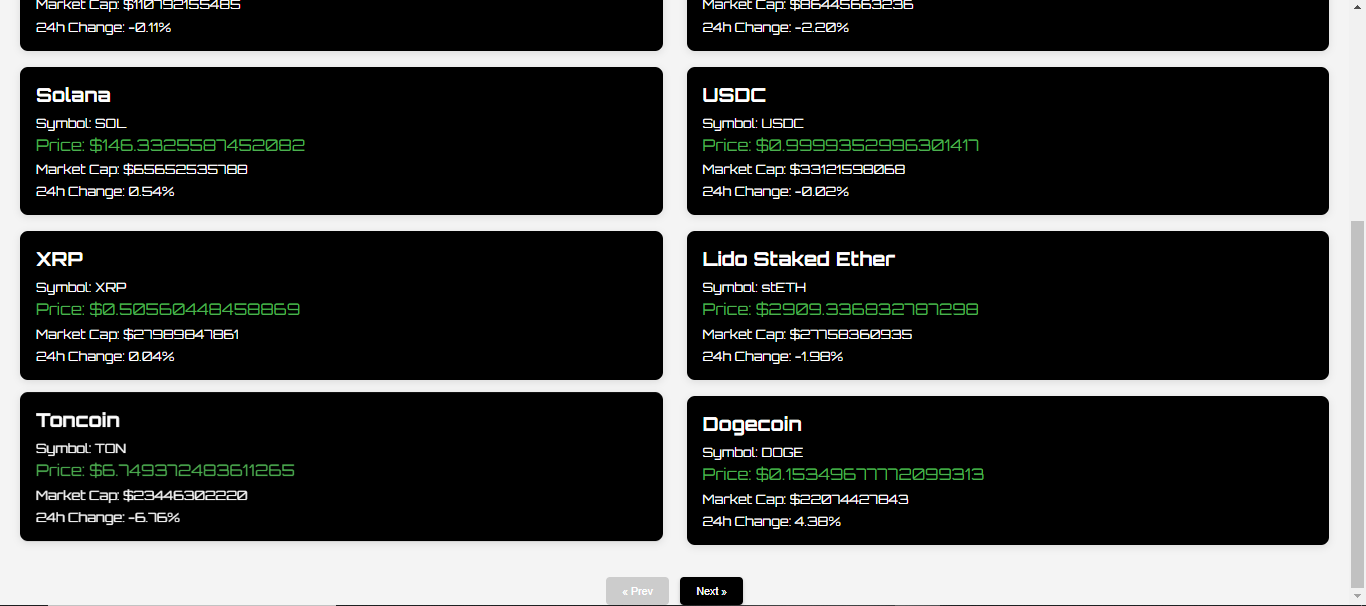 Market Cap: $110792155485
24h Change: -0.11%
Market Cap: $86445663236
24h Change: -2.20%
Solana
Symbol: SOL
Price: $146.3325587452082
Market Cap: $65652535788
24h Change: 0.54%
USDC
Symbol: USDC
Price: $0.9999352996301417
Market Cap: $33121598068
24h Change: -0.02%
XRP
Symbol: XRP
Price: $0.50560448458869
Market Cap: $27989847861
24h Change: 0.04%
Lido Staked Ether
Symbol: stETH
Price: $2909.336832787298
Market Cap: $27758360935
24h Change: -1.98%
Toncoin
Symbol: TON
Price: $6.749372483611265
Market Cap: $23446302220
24h Change: -6.76%
Dogecoin
Symbol: DOGE
Price: $0.15349677772099313
Market Cap: $22074427843
24h Change: 4.38%
« Prev
Next »